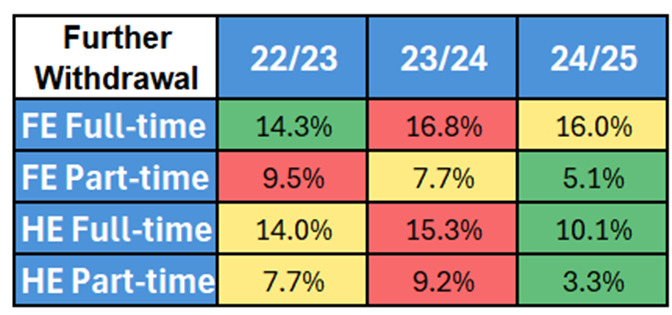 Further
Withdrawal
22/23
23/24
24/25
FE Full-time
14.3%
16.8%
16.0%
FE Part-time
9.5%
7.7%
5.1%
HE Full-time
14.0%
15.3%
10.1%
HE Part-time
7.7%
9.2%
3.3%